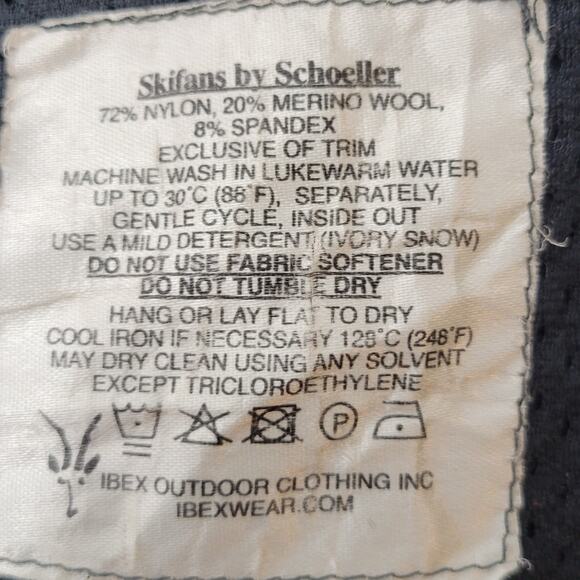 Skifans by Schoeller
72% NYLON, 20% MERINO WOOL,
8% SPANDEX
EXCLUSIVE OF TRIM
MACHINE WASH IN LUKEWARM WATER
UP TO 30°C (86°F), SEPARATELY,
GENTLE CYCLE, INSIDE OUT
USE A MILD DETERGENT (IVORY SNOW)
DO NOT USE FABRIC SOFTENER
DO NOT TUMBLE DRY
HANG OR LAY FLAT TO DRY
COOL IRON IF NECESSARY 128°C (248°F)
MAY DRY CLEAN USING ANY SOLVENT
EXCEPT TRICLOROETHYLENE
P
IBEX OUTDOOR CLOTHING INC
IBEXWEAR.COM